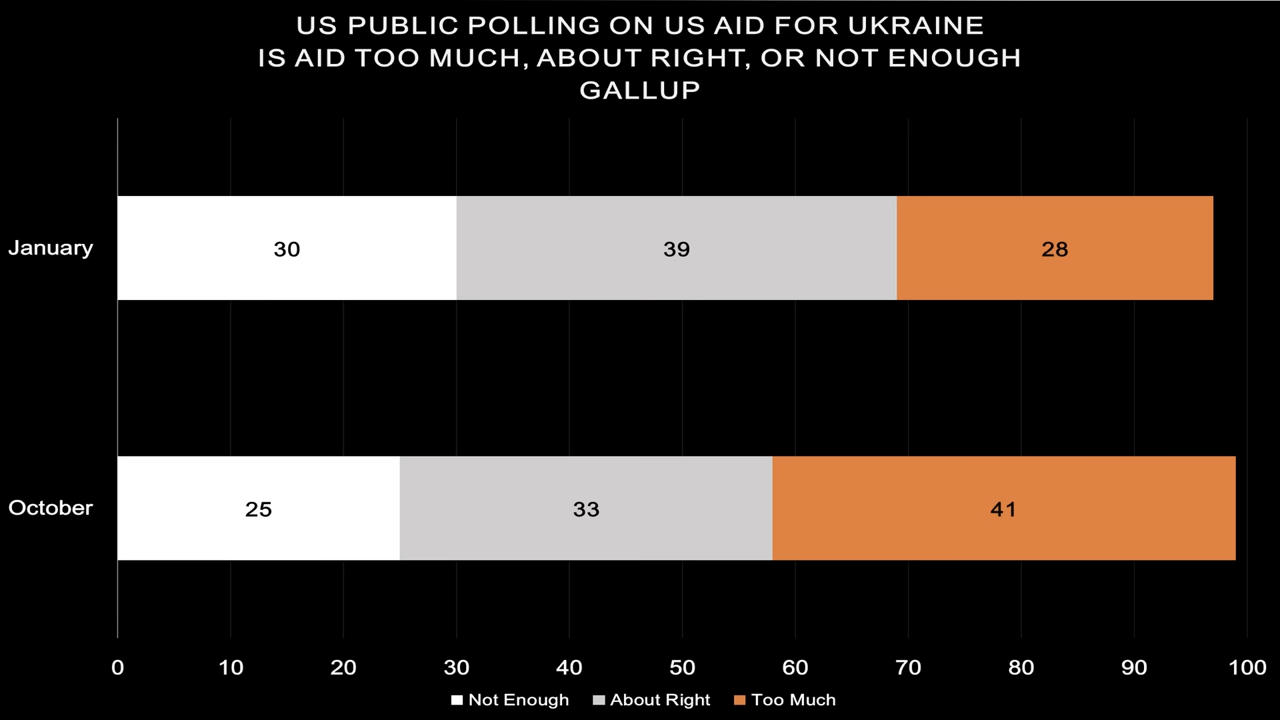 US PUBLIC POLLING ON US AID FOR UKRAINE
IS AID TOO MUCH, ABOUT RIGHT, OR NOT ENOUGH
GALLUP
January
30
39
28
October
25
33
41
0 10 20 30 40 50 60 70 80 90 100
Not Enough About Right Too Much